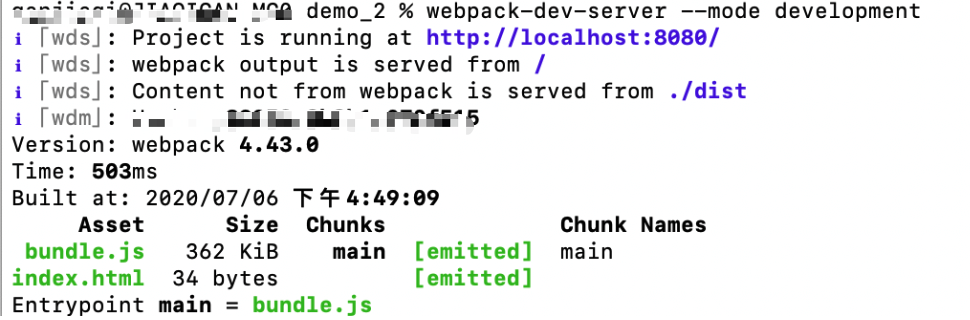 demo_2 % webpack-dev-server --mode development
ℹ ｢wds｣: Project is running at http://localhost:8080/
ℹ ｢wds｣: webpack output is served from /
ℹ ｢wds｣: Content not from webpack is served from ./dist
ℹ ｢wdm｣:
Version: webpack 4.43.0
Time: 503ms
Built at: 2020/07/06 下午4:49:09
Asset Size Chunks Chunk Names
bundle.js 362 KiB main [emitted] main
index.html 34 bytes [emitted]
Entrypoint main = bundle.js